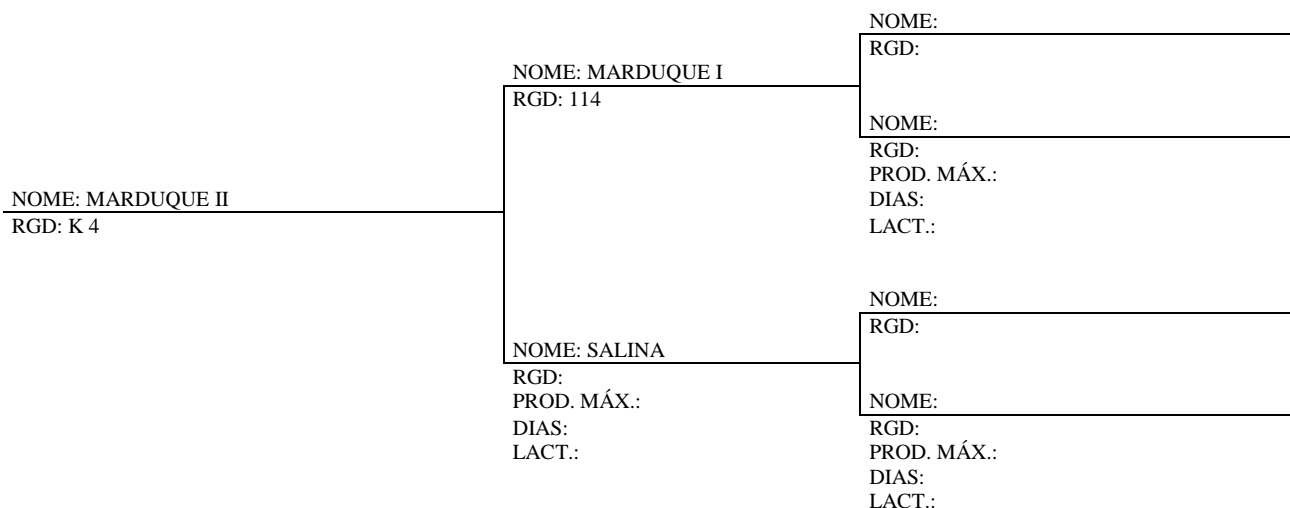 NOME:
RGD:
NOME: MARDUQUE I
RGD: 114
NOME:
RGD:
PROD. MÁX.:
DIAS:
LACT.:
NOME: MARDUQUE II
RGD: K 4
NOME:
RGD:
NOME: SALINA
RGD:
PROD. MÁX.:
DIAS:
LACT.:
NOME:
RGD:
PROD. MÁX.:
DIAS:
LACT.: